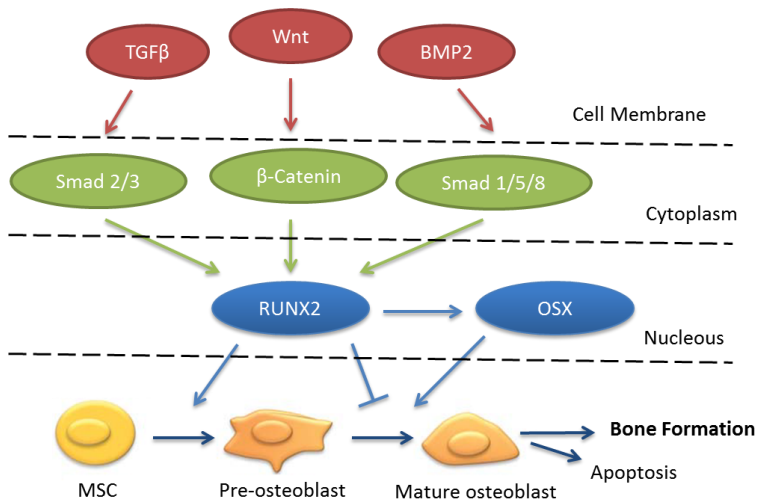 TGFβ
Wnt
BMP2
Cell Membrane
Smad 2/3
β-Catenin
Smad 1/5/8
Cytoplasm
RUNX2
OSX
Nucleous
Bone Formation
Apoptosis
MSC
Pre-osteoblast
Mature osteoblast